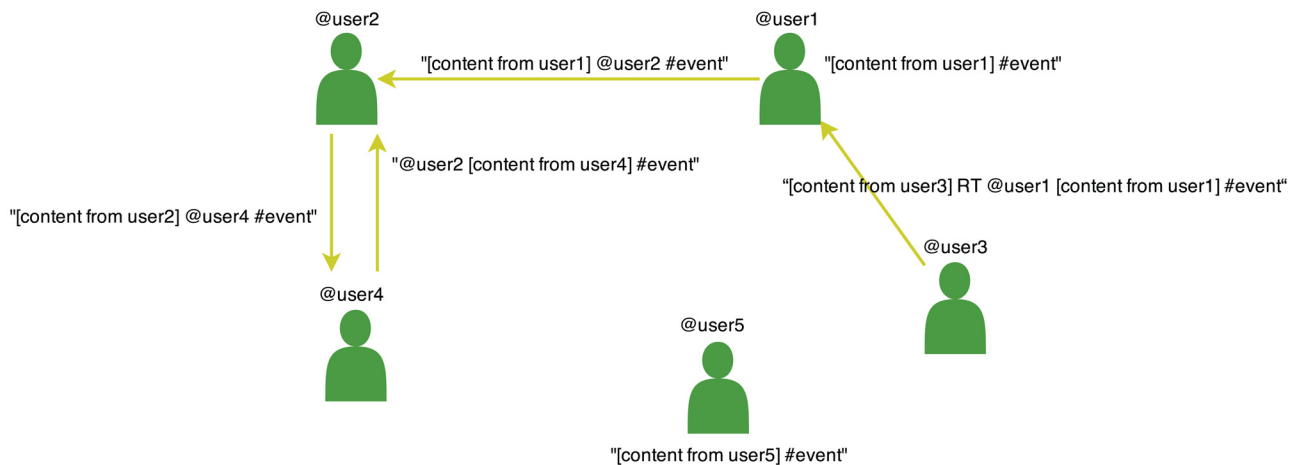 @user2
@user1
"[content from user1] @user2 #event"
"[content from user1] #event"
"@user2 [content from user4] #event"
“[content from user3] RT @user1 [content from user1] #event“
"[content from user2] @user4 #event"
@user3
@user4
@user5
"[content from user5] #event"